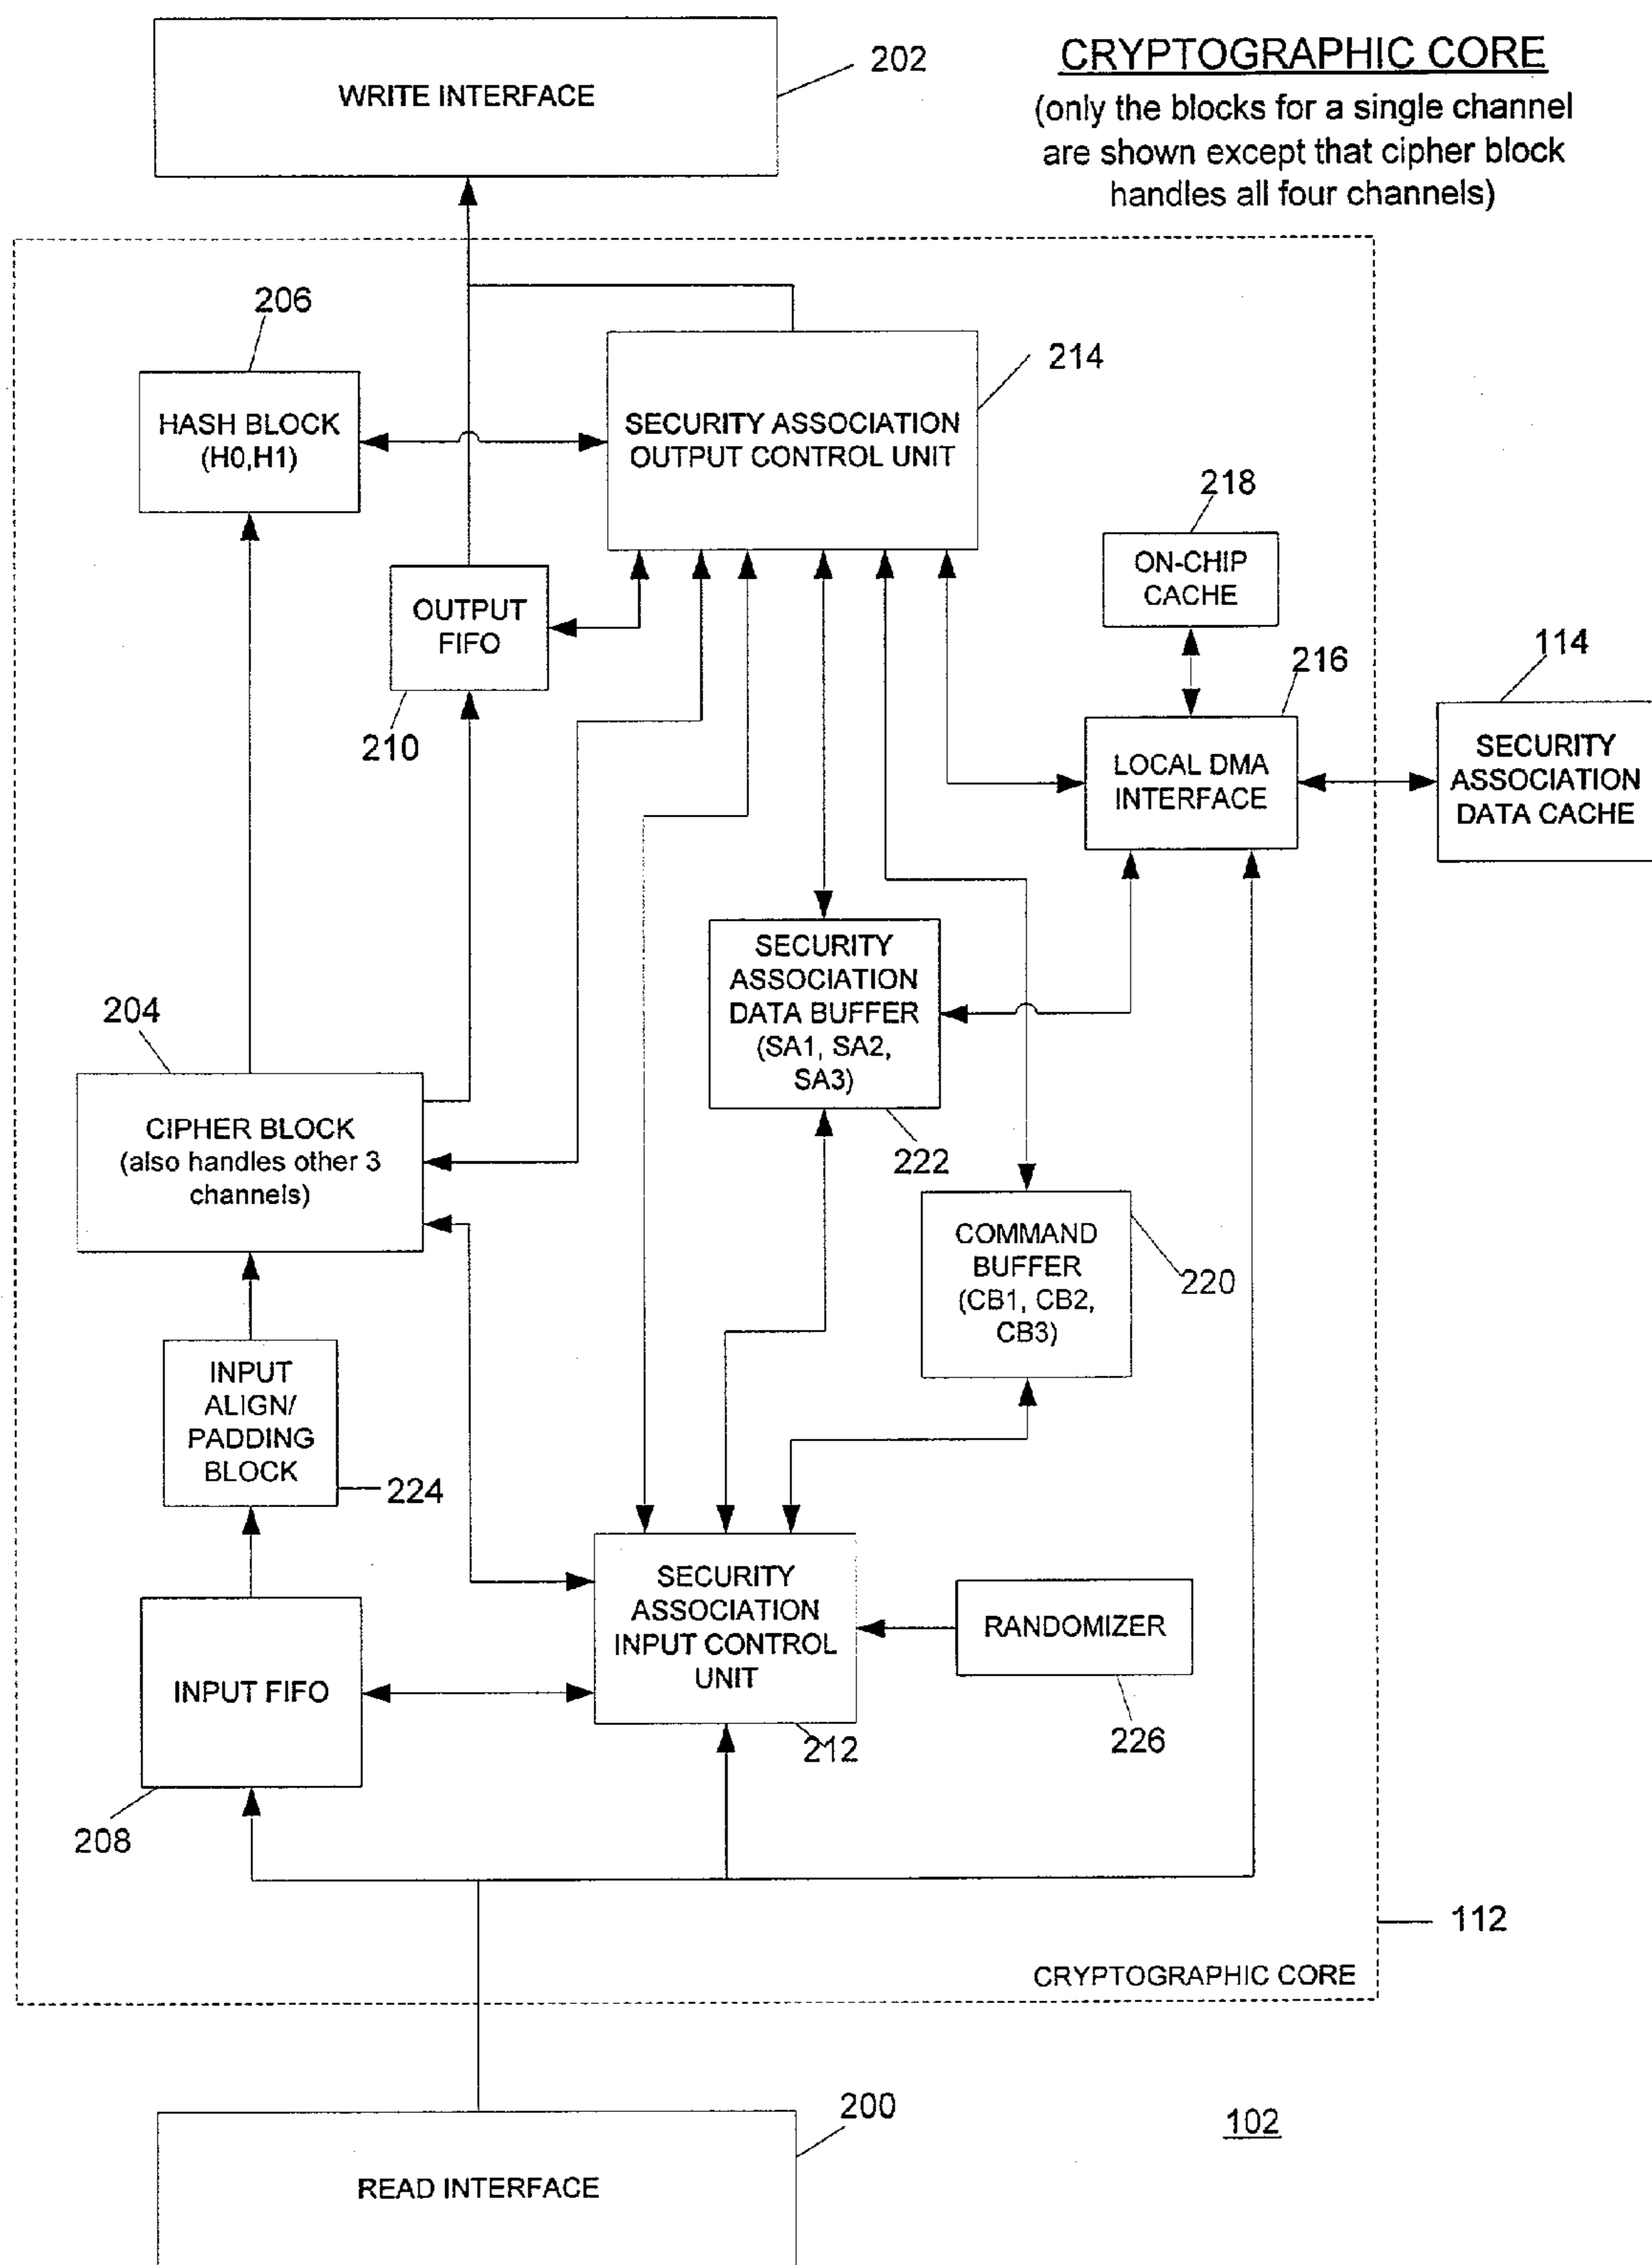 CRYPTOGRAPHIC CORE
(only the blocks for a single channel
are shown except that cipher block
handles all four channels)
WRITE INTERFACE
202
206
HASH BLOCK
(H0,H1)
214
SECURITY ASSOCIATION
OUTPUT CONTROL UNIT
218
ON-CHIP
CACHE
OUTPUT
FIFO
210
216
LOCAL DMA
INTERFACE
114
SECURITY
ASSOCIATION
DATA CACHE
SECURITY
ASSOCIATION
DATA BUFFER
(SA1, SA2,
SA3)
222
204
CIPHER BLOCK
(also handles other 3
channels)
COMMAND
BUFFER
(CB1, CB2,
CB3)
220
INPUT
ALIGN/
PADDING
BLOCK
224
SECURITY
ASSOCIATION
INPUT CONTROL
UNIT
212
RANDOMIZER
226
INPUT FIFO
208
112
CRYPTOGRAPHIC CORE
200
READ INTERFACE
102